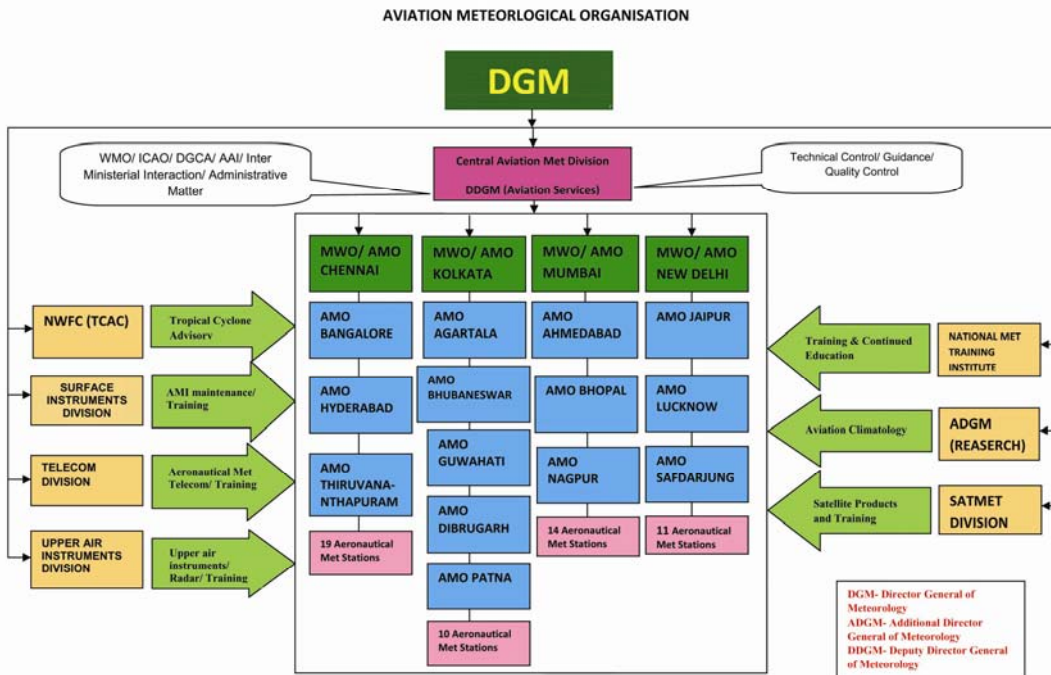 AVIATION METEORLOGICAL ORGANISATION
DGM
WMO/ ICAO/ DGCA/ AAI/ Inter
Ministerial Interaction/ Administrative
Matter
Central Aviation Met Division
DDGM (Aviation Services)
Technical Control/ Guidance/
Quality Control
MWO/ AMO
CHENNAI
MWO/ AMO
KOLKATA
MWO/ AMO
MUMBAI
MWO/ AMO
NEW DELHI
NWFC (TCAC)
Tropical Cyclone
Advisory
SURFACE
INSTRUMENTS
DIVISION
AMI maintenance/
Training
TELECOM
DIVISION
Aeronautical Met
Telecom/ Training
UPPER AIR
INSTRUMENTS
DIVISION
Upper air
instruments/
Radar/ Training
AMO
BANGALORE
AMO
HYDERABAD
AMO
THIRUVANA-
NTHAPURAM
19 Aeronautical
Met Stations
AMO
AGARTALA
AMO
BHUBANESWAR
AMO
GUWAHATI
AMO
DIBRUGARH
AMO PATNA
10 Aeronautical
Met Stations
AMO
AHMEDABAD
AMO BHOPAL
AMO
NAGPUR
14 Aeronautical
Met Stations
AMO JAIPUR
AMO
LUCKNOW
AMO
SAFDARJUNG
11 Aeronautical
Met Stations
Training & Continued
Education
NATIONAL MET
TRAINING
INSTITUTE
Aviation Climatology
ADGM
(REASERCH)
Satellite Products
and Training
SATMET
DIVISION
DGM- Director General of
Meteorology
ADGM- Additional Director
General of Meteorology
DDGM- Deputy Director General
of Meteorology